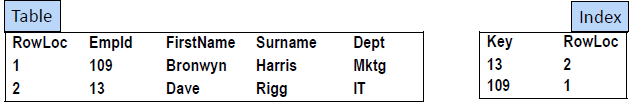 Table
RowLoc EmpId FirstName Surname Dept
1 109 Bronwyn Harris Mktg
2 13 Dave Rigg IT
Index
Key RowLoc
13 2
109 1